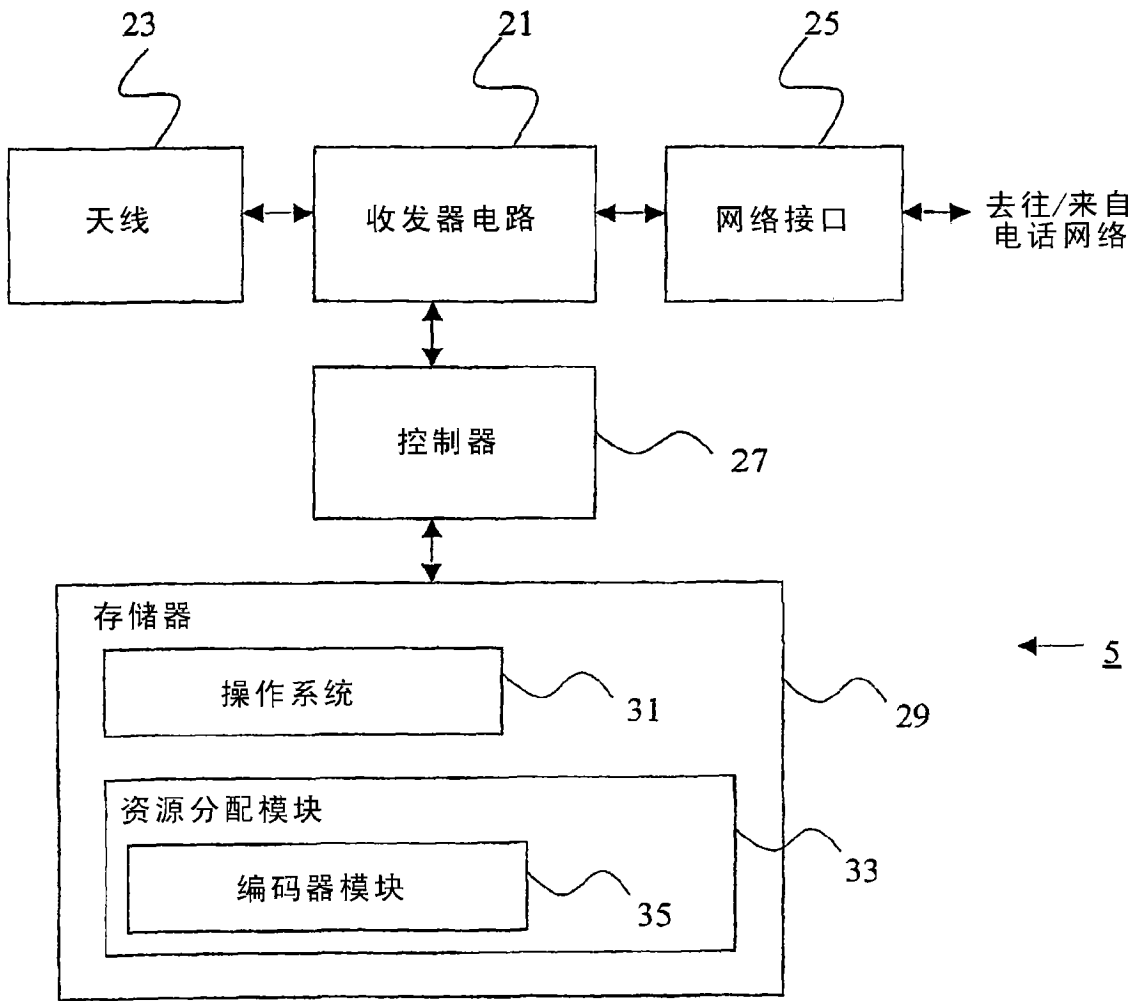 23
21
25
天线
收发器电路
网络接口
去往/来自
电话网络
控制器
27
存储器
操作系统
31
29
5
资源分配模块
33
编码器模块
35